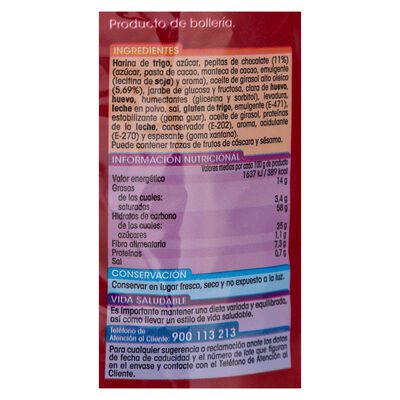 Producto de bollería.
INGREDIENTES
Harina de trigo, azúcar, pepitas de chocolate (11%)
(azúcar, pasta de cacao, manteca de cacao, emulgente
(lecitina de soja) y aroma), aceite de girasol alto oleico
(5,69%), jarabe de glucosa y fructosa, clara de huevo,
huevo, humectantes (glicerina y sorbitol), levadura,
leche en polvo, sal, gluten de trigo, emulgente (E-471),
estabilizante (goma guar), aceite de girasol, proteínas
de la leche, conservador (E-202), aroma, acidulante
(E-270) y espesante (goma xantana).
Puede contener trazas de frutos de cáscara y sésamo.
INFORMACIÓN NUTRICIONAL
Valores medios por 100 g de producto
Valor energético 1637 kJ / 389 kcal
Grasas 14 g
de las cuales:
saturadas 3,4 g
Hidratos de carbono 58 g
de los cuales:
azúcares 25 g
Fibra alimentaria 1,1 g
Proteínas 7,3 g
Sal 0,7 g
CONSERVACIÓN
Conservar en lugar fresco, seco y no expuesto a la luz.
VIDA SALUDABLE
Es importante mantener una dieta variada y equilibrada,
así como llevar un estilo de vida saludable.
Teléfono de
Atención al Cliente: 900 113 213
Para cualquier sugerencia o reclamación anote los datos
de fecha de caducidad y el número de lote que figuran
en el envase y contacte con el Teléfono de Atención al
Cliente.